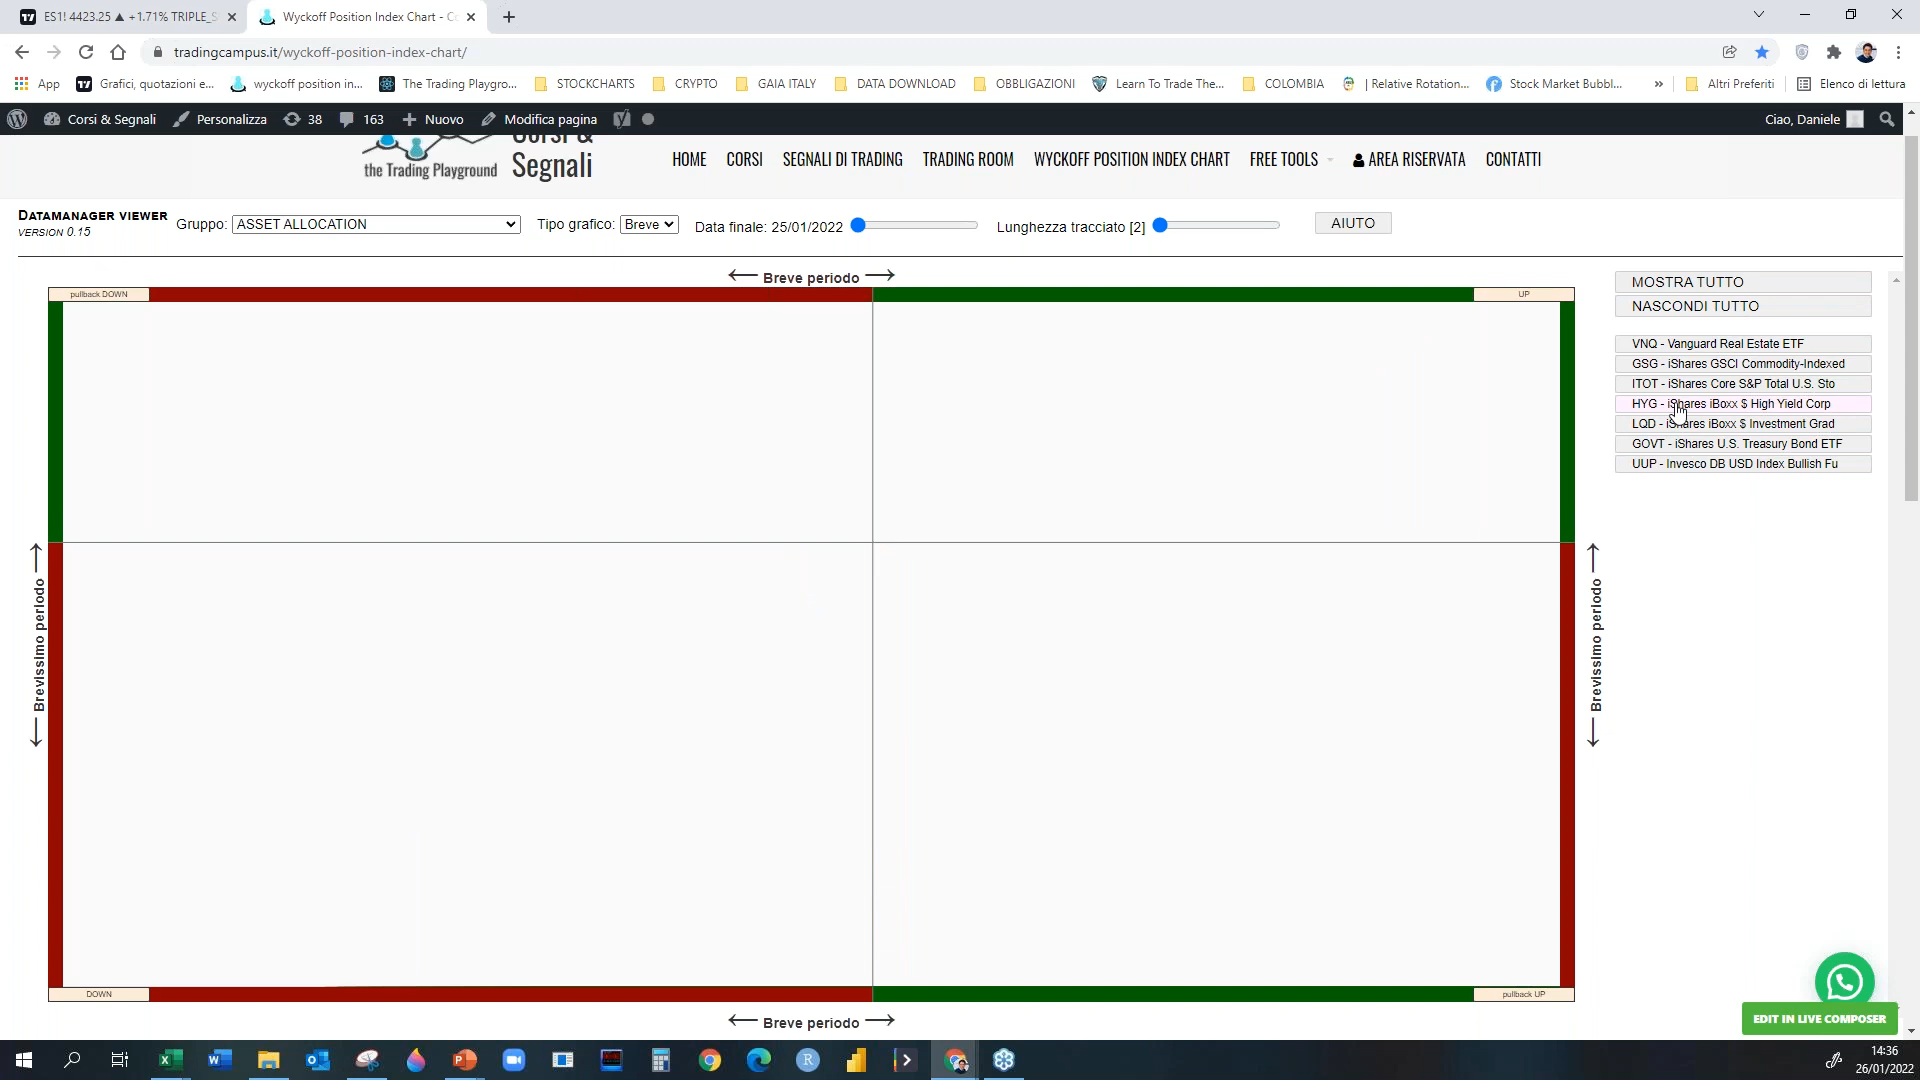 ES1! 4423.25 ▲ +1.71% TRIPLE_S
Wyckoff Position Index Chart - Co
tradingcampus.it/wyckoff-position-index-chart/
App
Grafici, quotazioni e...
wyckoff position in...
The Trading Playgro...
STOCKCHARTS
CRYPTO
GAIA ITALY
DATA DOWNLOAD
OBBLIGAZIONI
Learn To Trade The...
COLOMBIA
| Relative Rotation...
Stock Market Bubbl...
»
Altri Preferiti
Elenco di lettura
Corsi & Segnali
Personalizza
38
163
Nuovo
Modifica pagina
Ciao, Daniele
the Trading Playground
Corsi &
Segnali
HOME
CORSI
SEGNALI DI TRADING
TRADING ROOM
WYCKOFF POSITION INDEX CHART
FREE TOOLS
AREA RISERVATA
CONTATTI
DATAMANAGER VIEWER
VERSION 0.15
Gruppo: ASSET ALLOCATION
Tipo grafico: Breve
Data finale: 25/01/2022
Lunghezza tracciato [2]
AIUTO
Breve periodo
pullback DOWN
UP
Brevissimo periodo
Brevissimo periodo
DOWN
pullback UP
Breve periodo
MOSTRA TUTTO
NASCONDI TUTTO
VNQ - Vanguard Real Estate ETF
GSG - iShares GSCI Commodity-Indexed
ITOT - iShares Core S&P Total U.S. Sto
HYG - iShares iBoxx $ High Yield Corp
LQD - iShares iBoxx $ Investment Grad
GOVT - iShares U.S. Treasury Bond ETF
UUP - Invesco DB USD Index Bullish Fu
EDIT IN LIVE COMPOSER
14:36
26/01/2022